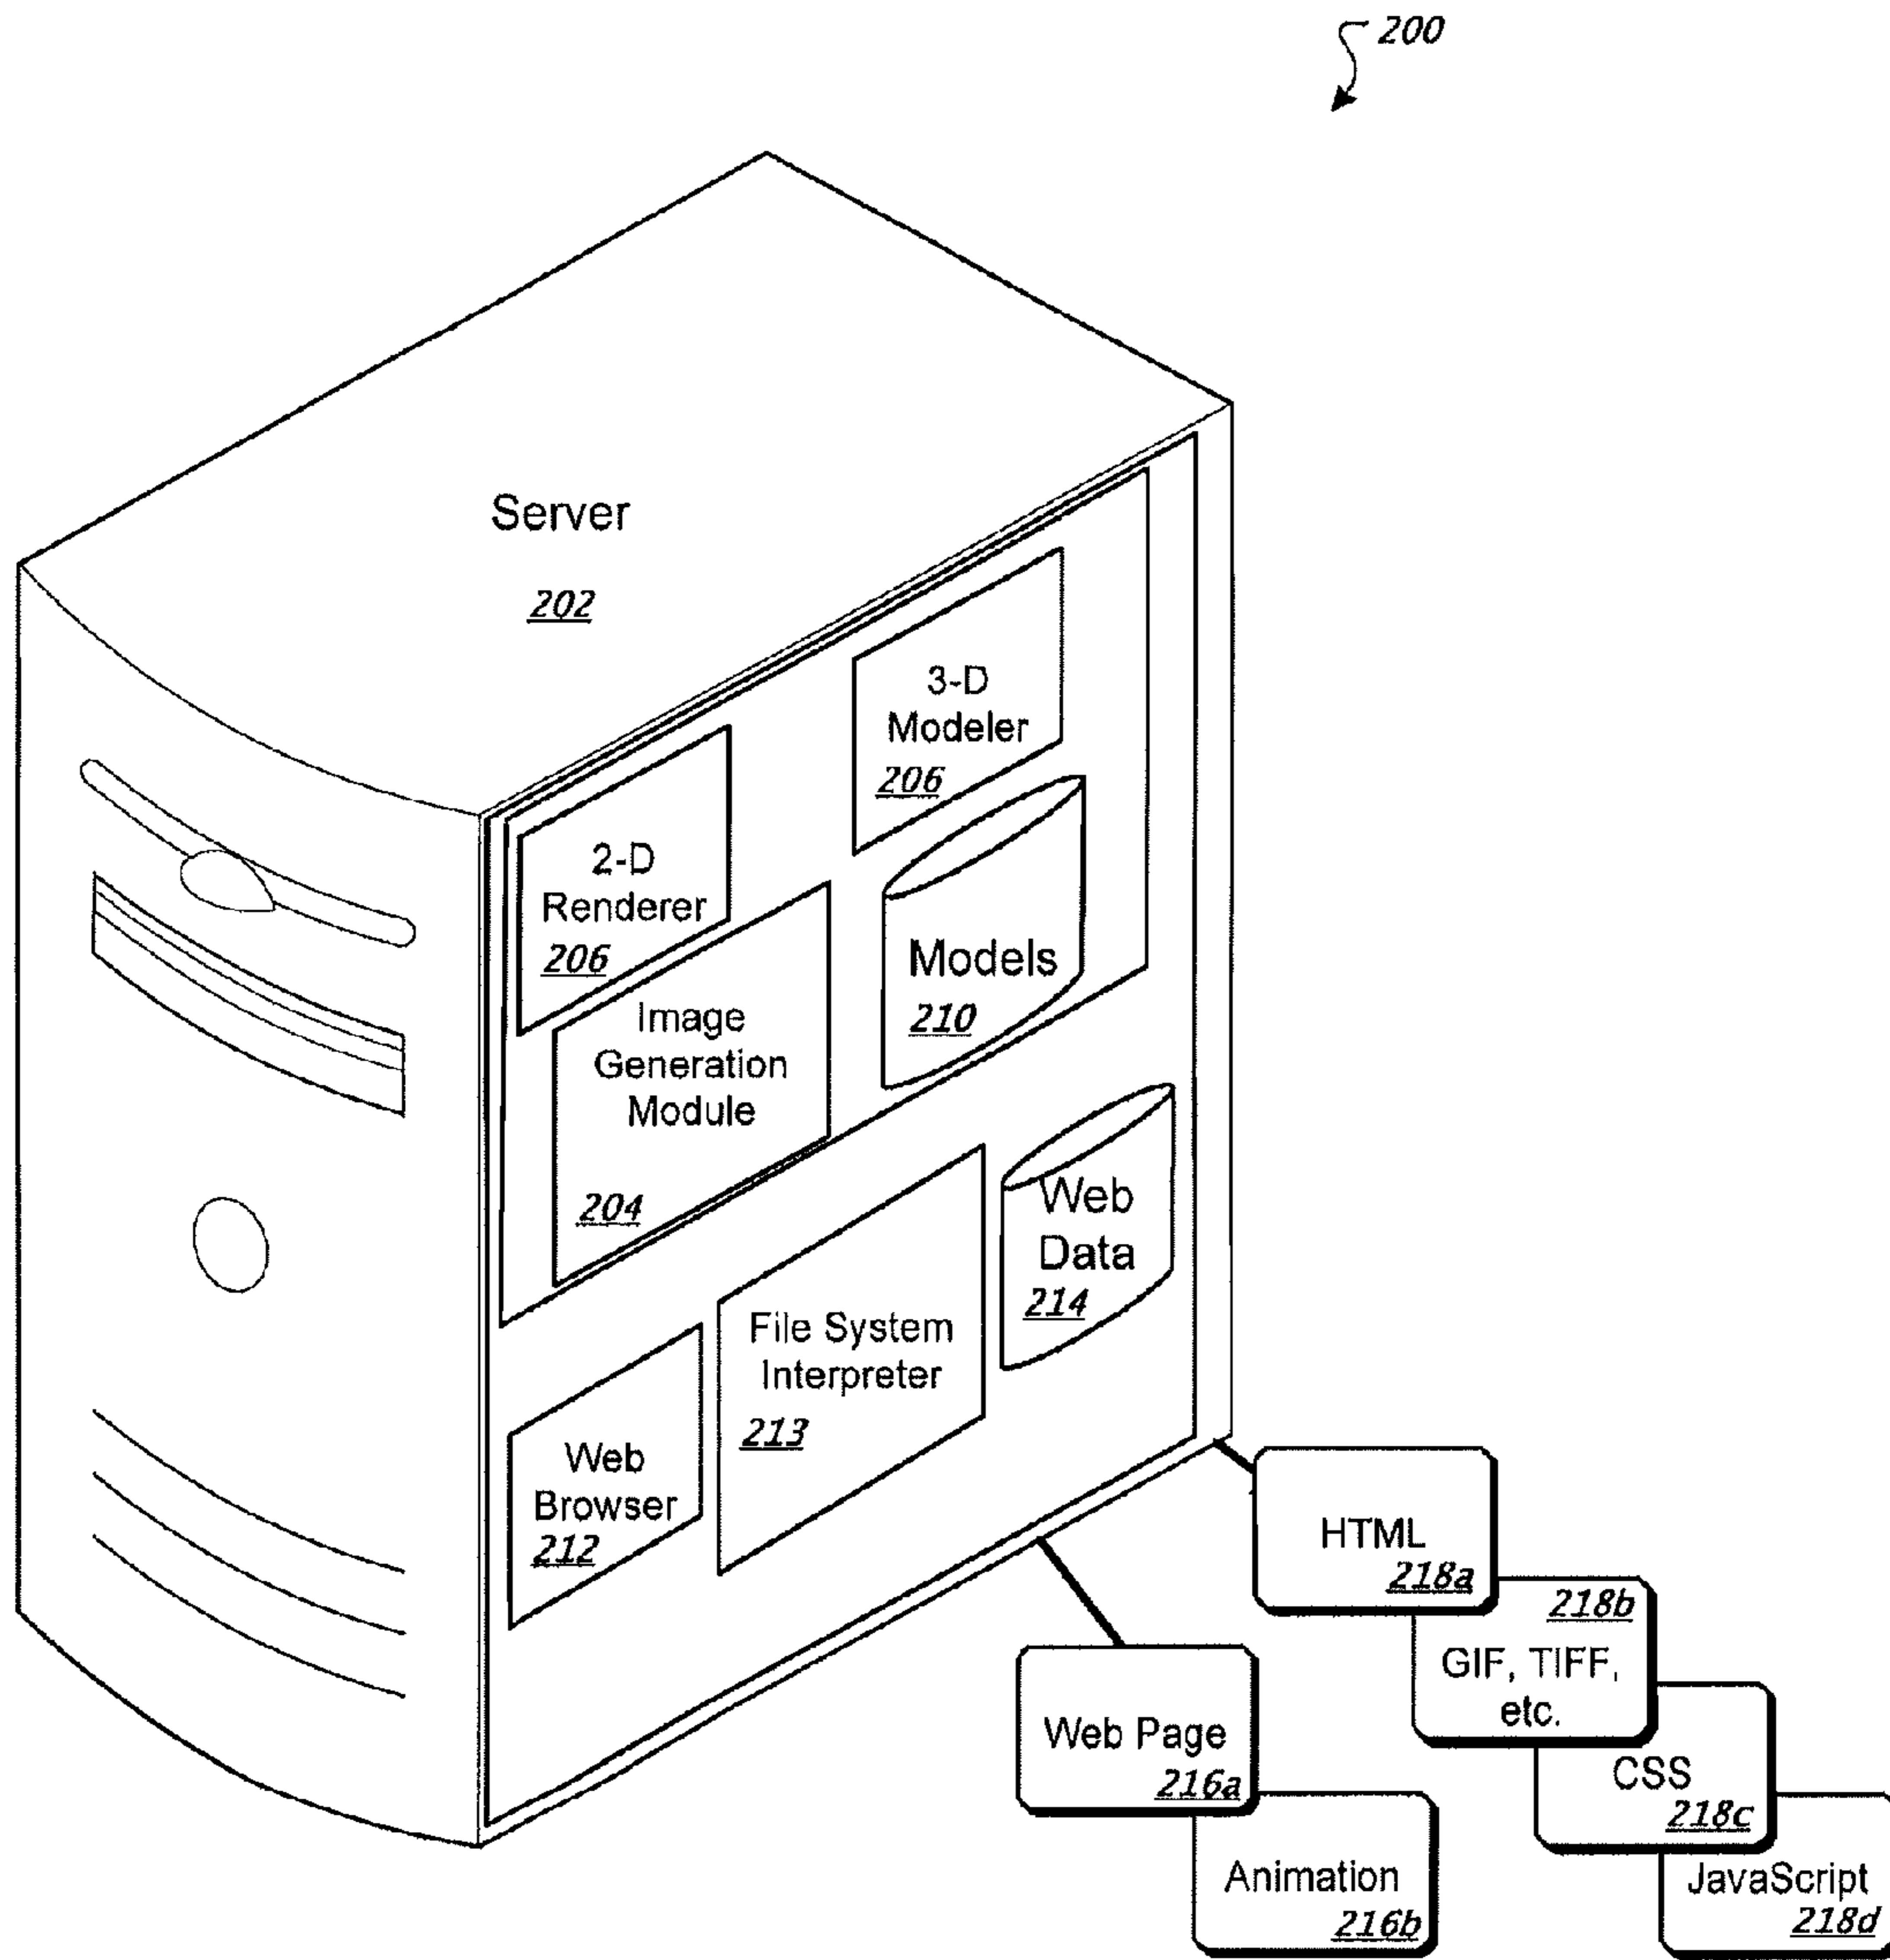 200
Server
202
3-D
Modeler
206
2-D
Renderer
206
Models
210
Image
Generation
Module
204
Web
Data
214
File System
Interpreter
213
Web
Browser
212
HTML
218a
218b
GIF, TIFF,
etc.
Web Page
216a
CSS
218c
Animation
216b
JavaScript
218d